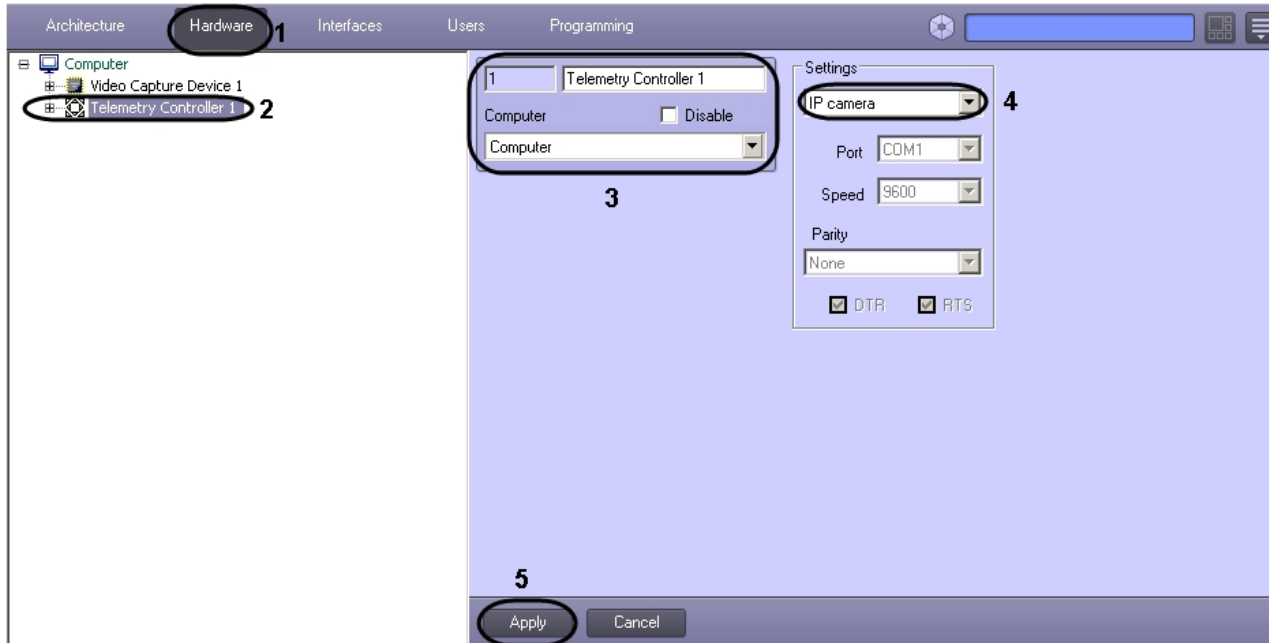 Architecture Hardware 1 Interfaces Users Programming
Computer
Video Capture Device 1
Telemetry Controller 1 2
1 Telemetry Controller 1
Computer Disable
Computer
3
Settings
IP camera 4
Port COM1
Speed 9600
Parity
None
DTR RTS
5
Apply Cancel